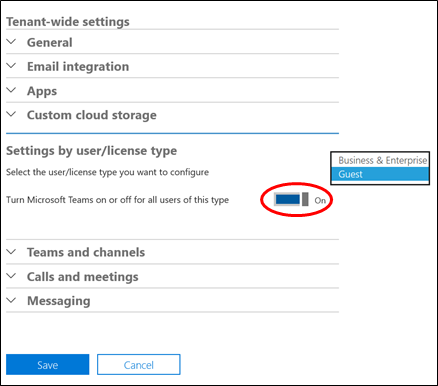 Tenant-wide settings
General
Email integration
Apps
Custom cloud storage
Settings by user/license type
Business & Enterprise
Select the user/license type you want to configure
Guest
Turn Microsoft Teams on or off for all users of this type
On
Teams and channels
Calls and meetings
Messaging
Save
Cancel